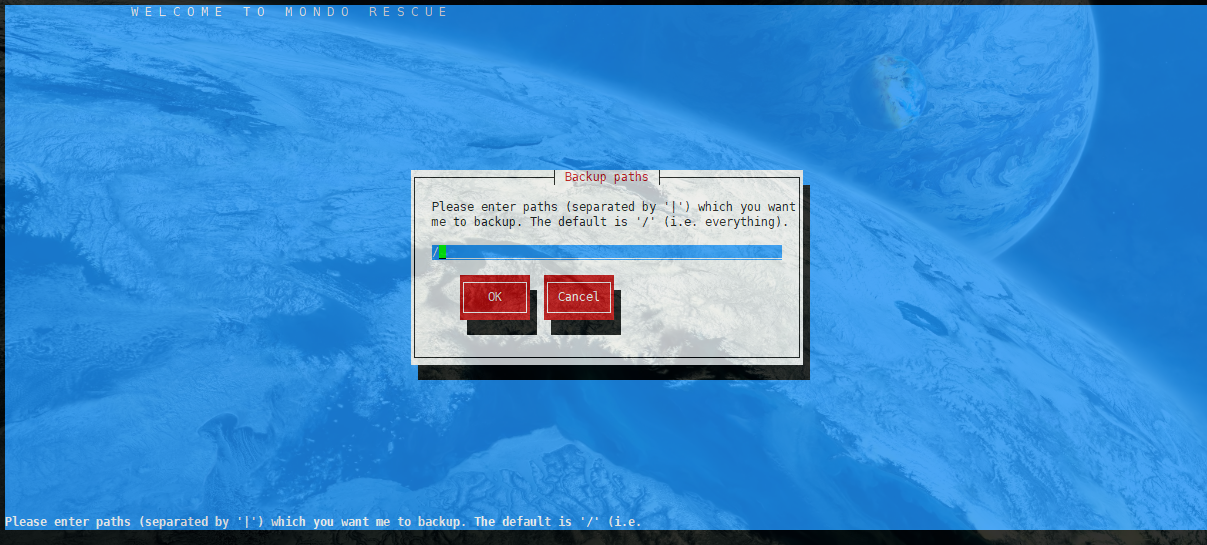 WELCOME TO MONDO RESCUE
Backup paths
Please enter paths (separated by '|') which you want
me to backup. The default is '/' (i.e. everything).
/
OK Cancel
Please enter paths (separated by '|') which you want me to backup. The default is '/' (i.e.